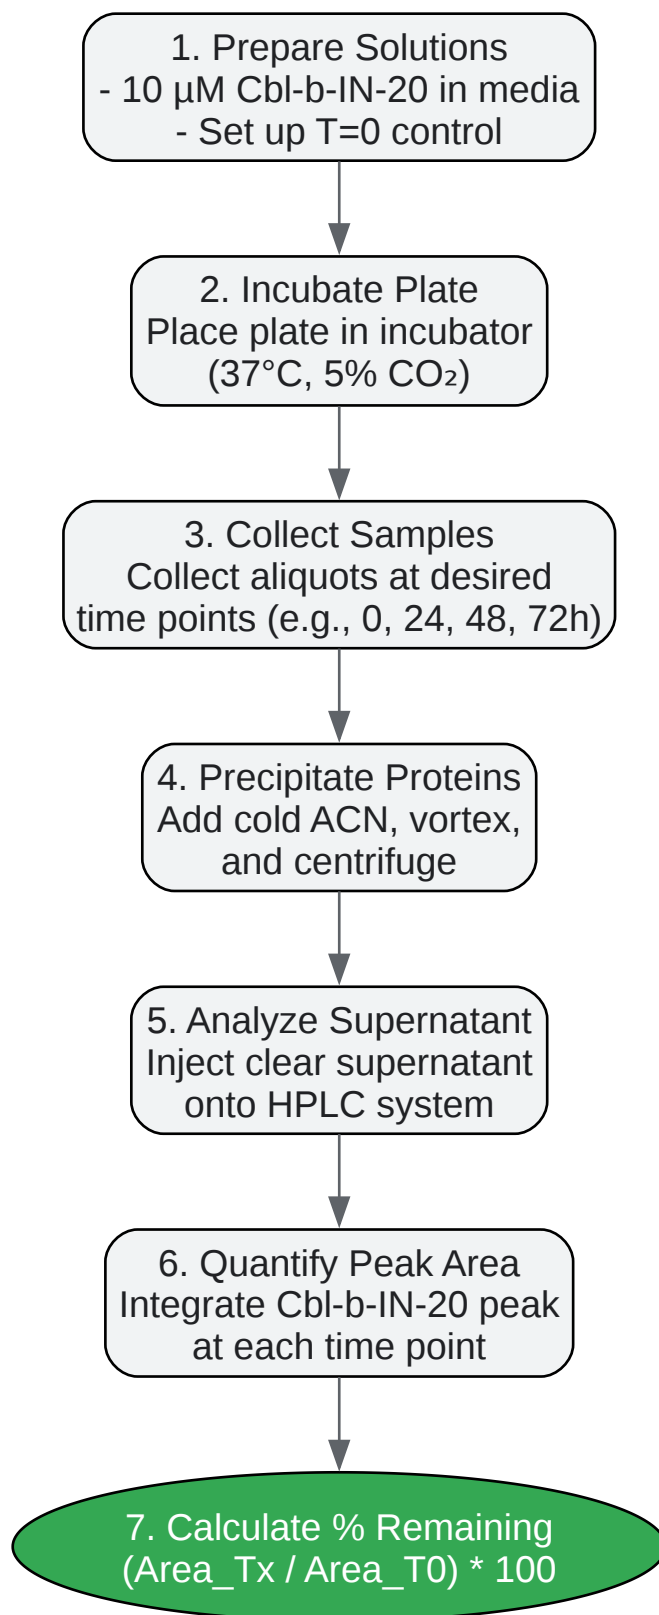 1. Prepare Solutions
- 10 µM Cbl-b-IN-20 in media
- Set up T=0 control
2. Incubate Plate
Place plate in incubator
(37°C, 5% CO₂)
3. Collect Samples
Collect aliquots at desired
time points (e.g., 0, 24, 48, 72h)
4. Precipitate Proteins
Add cold ACN, vortex,
and centrifuge
5. Analyze Supernatant
Inject clear supernatant
onto HPLC system
6. Quantify Peak Area
Integrate Cbl-b-IN-20 peak
at each time point
7. Calculate % Remaining
(Area_Tx / Area_T0) * 100